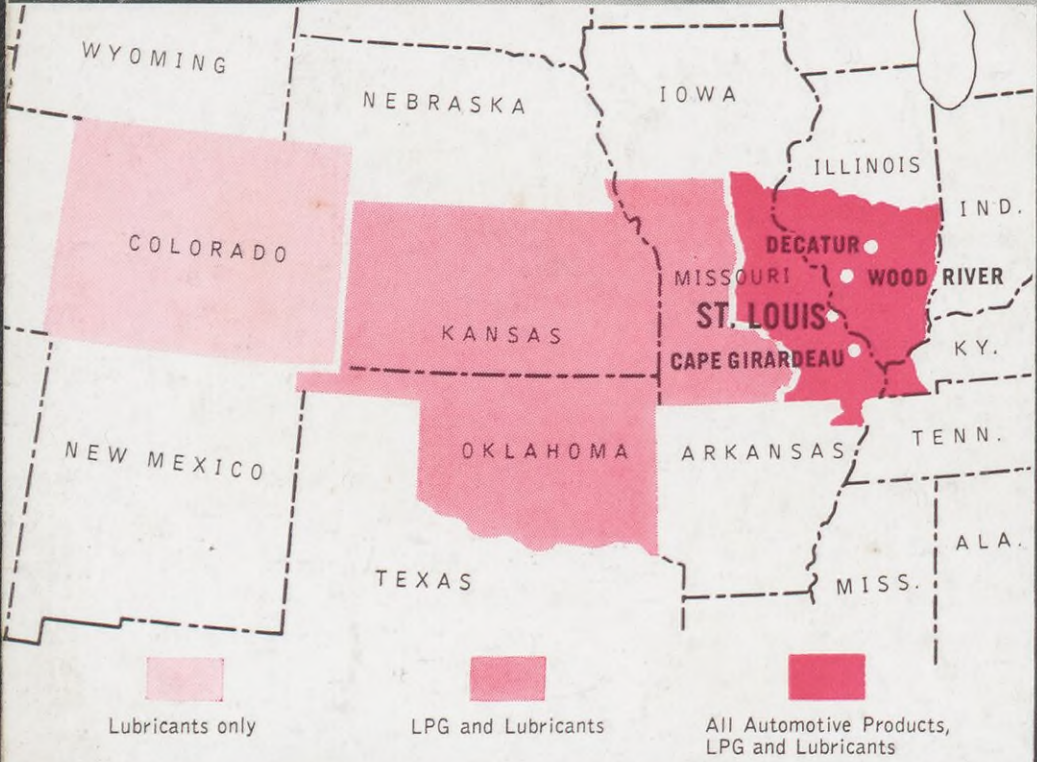 WYOMING
NEBRASKA
IOWA
ILLINOIS
IND.
COLORADO
DECATUR
MISSOURI
WOOD RIVER
ST. LOUIS
KANSAS
CAPE GIRARDEAU
KY.
NEW MEXICO
OKLAHOMA
ARKANSAS
TENN.
TEXAS
MISS.
ALA.
Lubricants only
LPG and Lubricants
All Automotive Products,
LPG and Lubricants